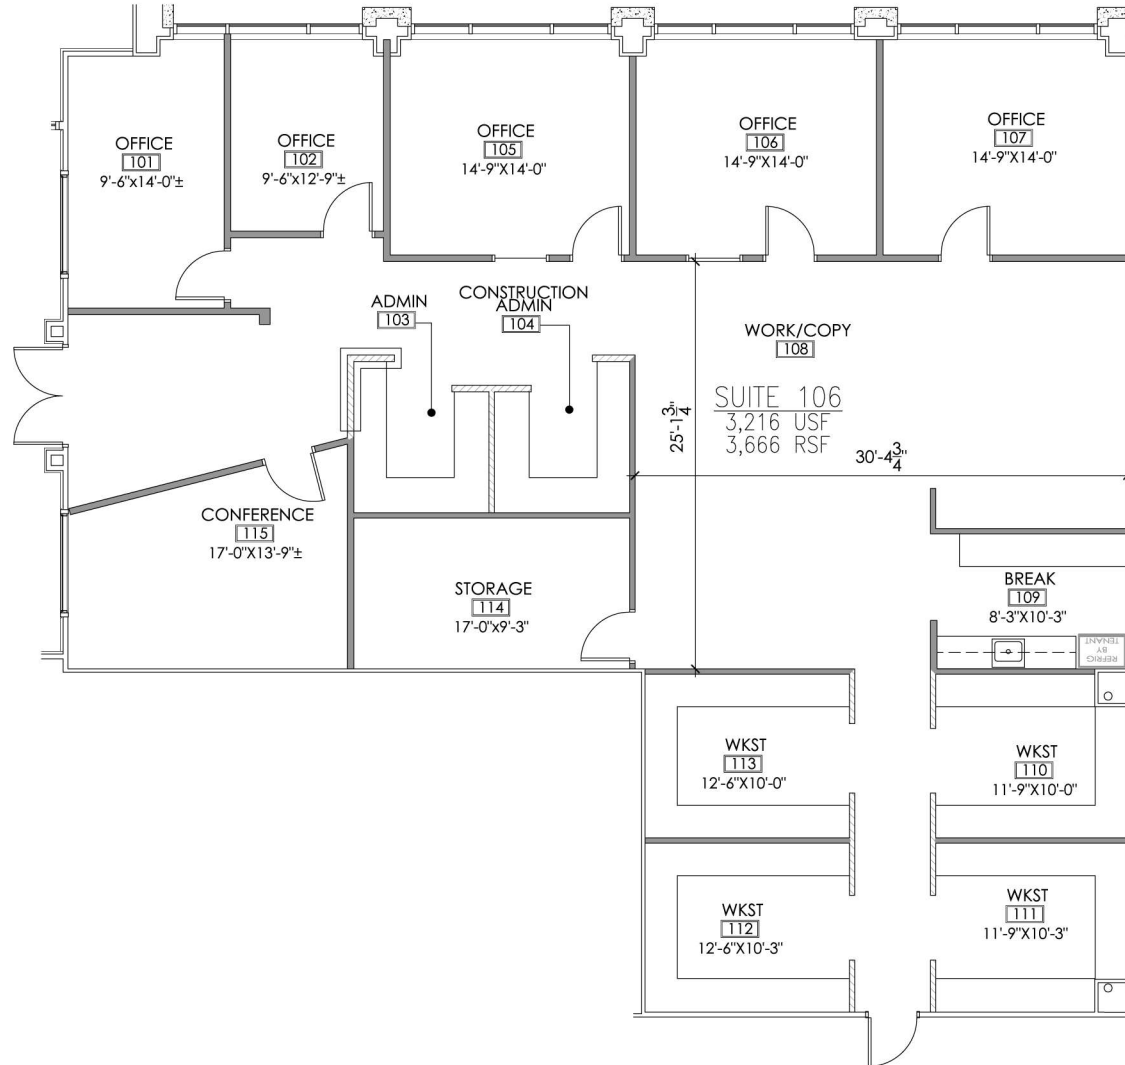 OFFICE
101
9'-6"X14'-0"±
OFFICE
102
9'-6"X12'-9"±
OFFICE
105
14'-9"X14'-0"
OFFICE
106
14'-9"X14'-0"
OFFICE
107
14'-9"X14'-0"
ADMIN
103
CONSTRUCTION
ADMIN
104
WORK/COPY
108
SUITE 106
3,216 USF
3,666 RSF
25'-1 3/4"
30'-4 3/4"
CONFERENCE
115
17'-0"X13'-9"±
STORAGE
114
17'-0"x9'-3"
BREAK
109
8'-3"X10'-3"
REFRIG
BY
TENANT
WKST
113
12'-6"X10'-0"
WKST
110
11'-9"X10'-0"
WKST
112
12'-6"X10'-3"
WKST
111
11'-9"X10'-3"